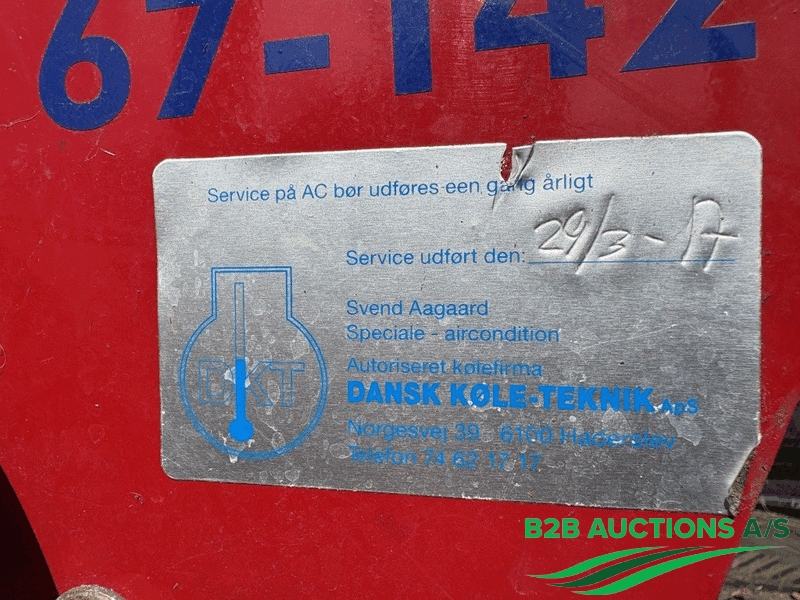 67-142
Service på AC bør udføres een gang årligt
Service udført den: 29/3 -
Svend Aagaard
Speciale - aircondition
Autoriseret kølefirma
DANSK KØLE-TEKNIK ApS
Norgesvej 39 6100 Haderslev
Telefon 74 62 17 17
DKT
B2B AUCTIONS A/S